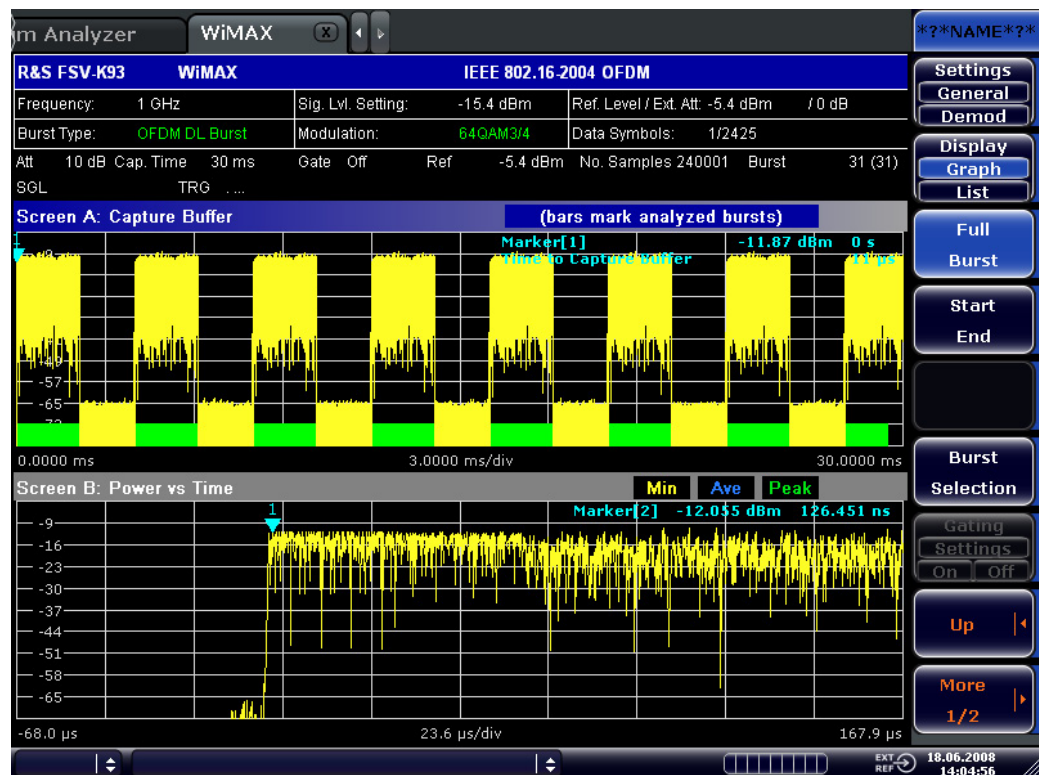 m Analyzer WiMAX X
*?*NAME*?*
R&S FSV-K93 WiMAX IEEE 802.16-2004 OFDM
Frequency: 1 GHz Sig. Lvl. Setting: -15.4 dBm Ref. Level / Ext. Att: -5.4 dBm / 0 dB
Burst Type: OFDM DL Burst Modulation: 64QAM3/4 Data Symbols: 1/2425
Att 10 dB Cap. Time 30 ms Gate Off Ref -5.4 dBm No. Samples 240001 Burst 31 (31)
SGL TRG . ...
Screen A: Capture Buffer (bars mark analyzed bursts)
1
Marker[1] -11.87 dBm 0 s
Time to Capture Buffer 11 µs
-57
-65
0.0000 ms 3.0000 ms/div 30.0000 ms
Screen B: Power vs Time Min Ave Peak
1 Marker[2] -12.055 dBm 126.451 ns
-9
-16
-23
-30
-37
-44
-51
-58
-65
-68.0 µs 23.6 µs/div 167.9 µs
Settings
General
Demod
Display
Graph
List
Full
Burst
Start
End
Burst
Selection
Gating
Settings
On Off
Up
More
1/2
EXT
REF
18.06.2008
14:04:56